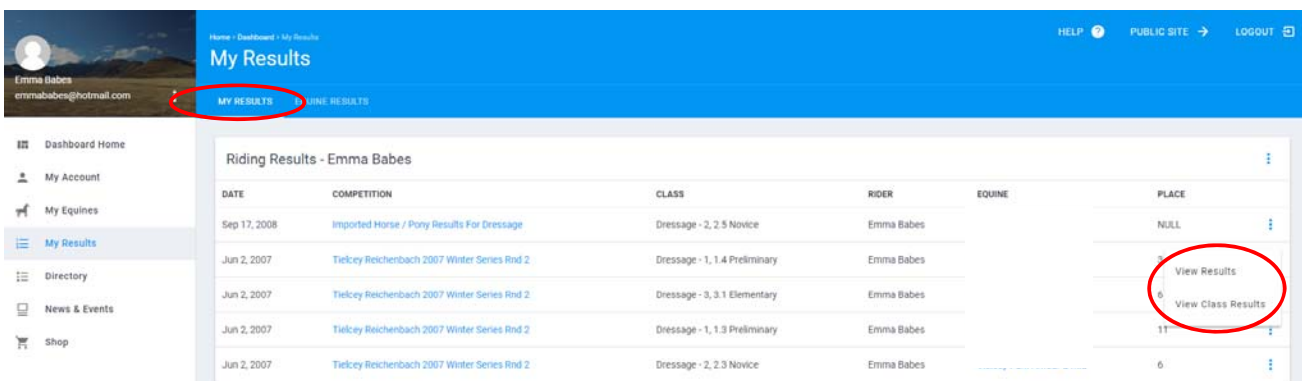 Home > Dashboard > My Results
HELP ? PUBLIC SITE → LOGOUT
My Results
Emma Babes
emmababes@hotmail.com
MY RESULTS EQUINE RESULTS
Dashboard Home
My Account
My Equines
My Results
Directory
News & Events
Shop
Riding Results - Emma Babes
DATE COMPETITION CLASS RIDER EQUINE PLACE
Sep 17, 2008 Imported Horse / Pony Results For Dressage Dressage - 2, 2.5 Novice Emma Babes NULL
Jun 2, 2007 Tielcey Reichenbach 2007 Winter Series Rnd 2 Dressage - 1, 1.4 Preliminary Emma Babes 3
View Results
Jun 2, 2007 Tielcey Reichenbach 2007 Winter Series Rnd 2 Dressage - 3, 3.1 Elementary Emma Babes 6
View Class Results
Jun 2, 2007 Tielcey Reichenbach 2007 Winter Series Rnd 2 Dressage - 1, 1.3 Preliminary Emma Babes 11
Jun 2, 2007 Tielcey Reichenbach 2007 Winter Series Rnd 2 Dressage - 2, 2.3 Novice Emma Babes 6